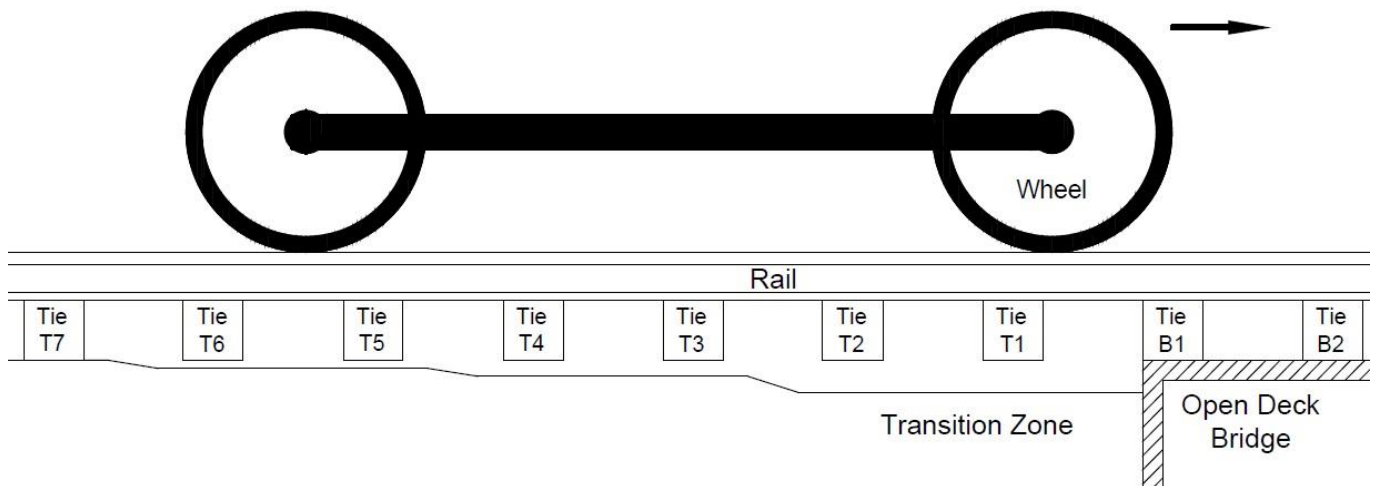 Wheel
Rail
Tie Tie Tie Tie Tie Tie Tie Tie Tie
T7 T6 T5 T4 T3 T2 T1 B1 B2
Transition Zone
Open Deck
Bridge